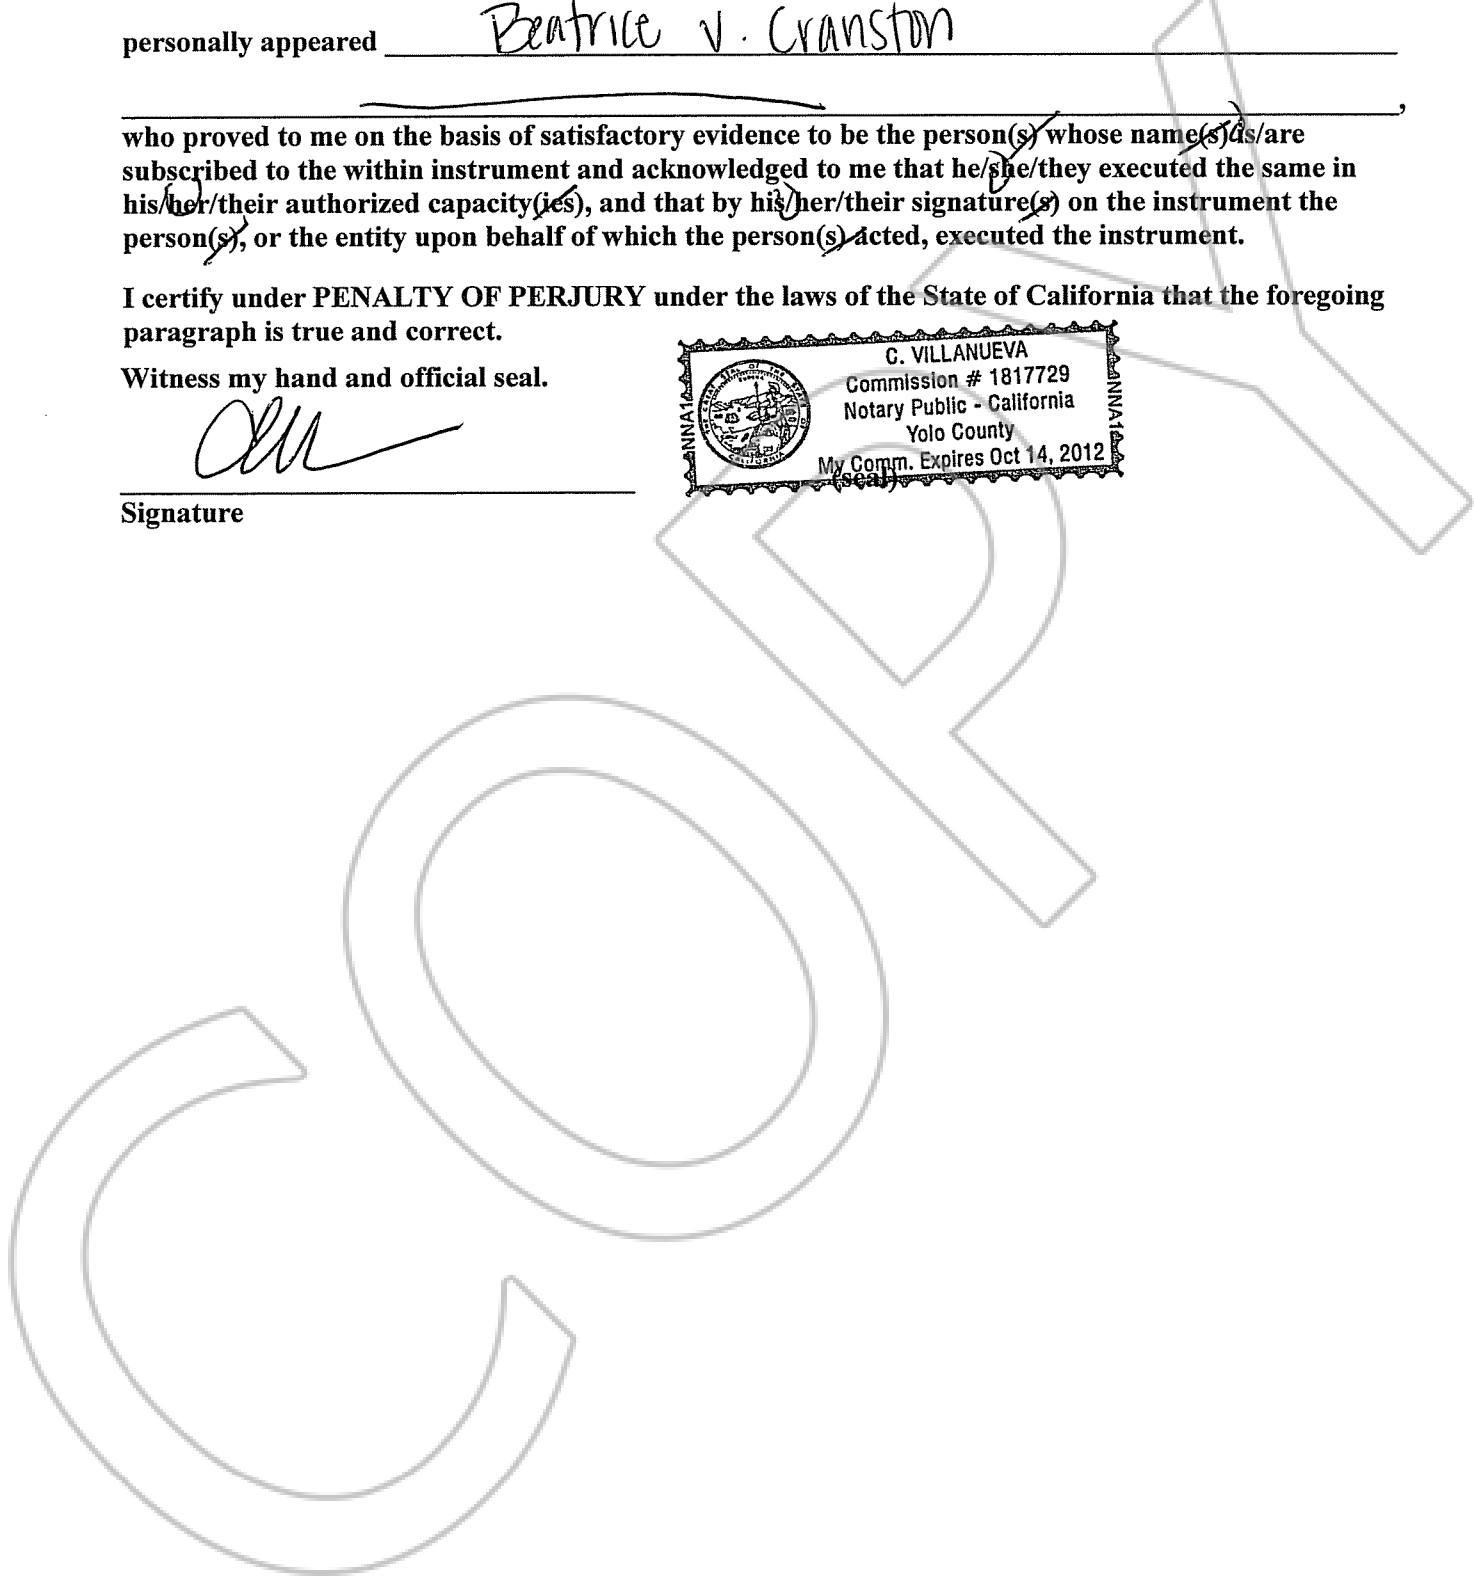 personally appeared Beatrice V. Cranston
,
who proved to me on the basis of satisfactory evidence to be the person(s) whose name(s) is/are
subscribed to the within instrument and acknowledged to me that he/she/they executed the same in
his/her/their authorized capacity(ies), and that by his/her/their signature(s) on the instrument the
person(s), or the entity upon behalf of which the person(s) acted, executed the instrument.
I certify under PENALTY OF PERJURY under the laws of the State of California that the foregoing
paragraph is true and correct.
Witness my hand and official seal.
C. VILLANUEVA
Commission # 1817729
Notary Public - California
Yolo County
My Comm. Expires Oct 14, 2012
NNA1
NNA1
(seal)
Signature
COPY